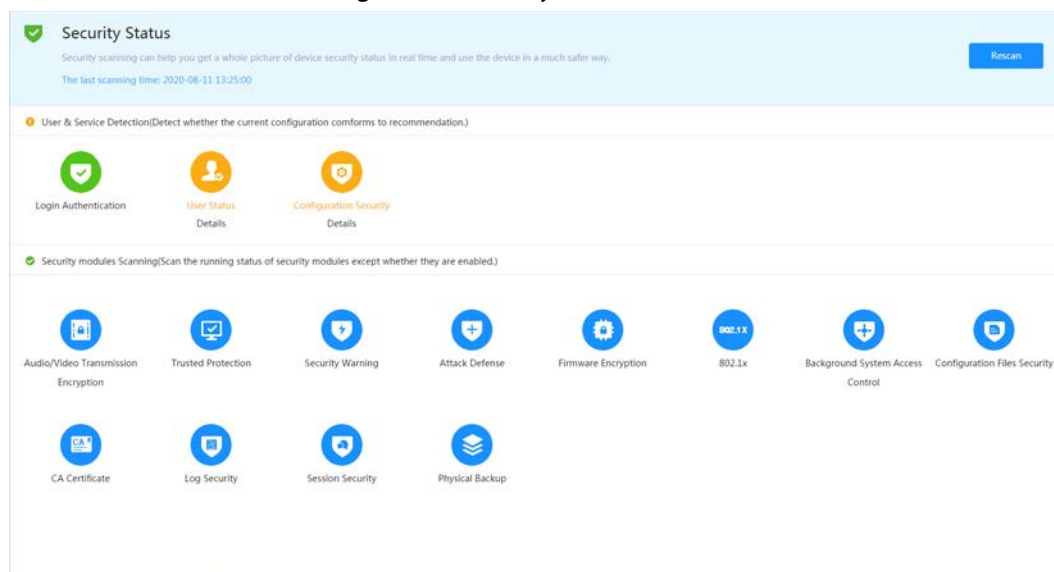 Security Status
Security scanning can help you get a whole picture of device security status in real time and use the device in a much safer way.
The last scanning time: 2020-08-11 13:25:00
Rescan
User & Service Detection(Detect whether the current configuration comforms to recommendation.)
Login Authentication
User Status
Configuration Security
Details
Details
Security modules Scanning(Scan the running status of security modules except whether they are enabled.)
802.1X
Audio/Video Transmission
Encryption
Trusted Protection
Security Warning
Attack Defense
Firmware Encryption
802.1x
Background System Access
Control
Configuration Files Security
CA
CA Certificate
Log Security
Session Security
Physical Backup